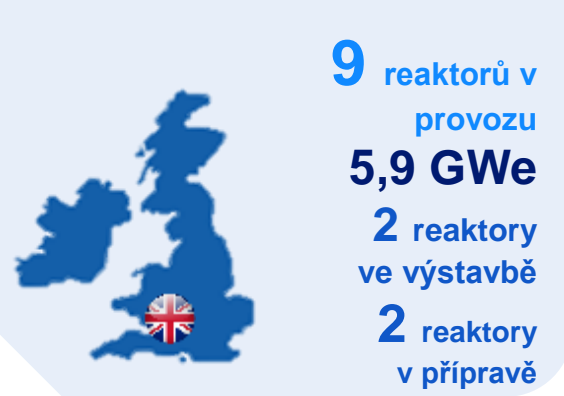 9 reaktorů v
provozu
5,9 GWe
2 reaktory
ve výstavbě
2 reaktory
v přípravě